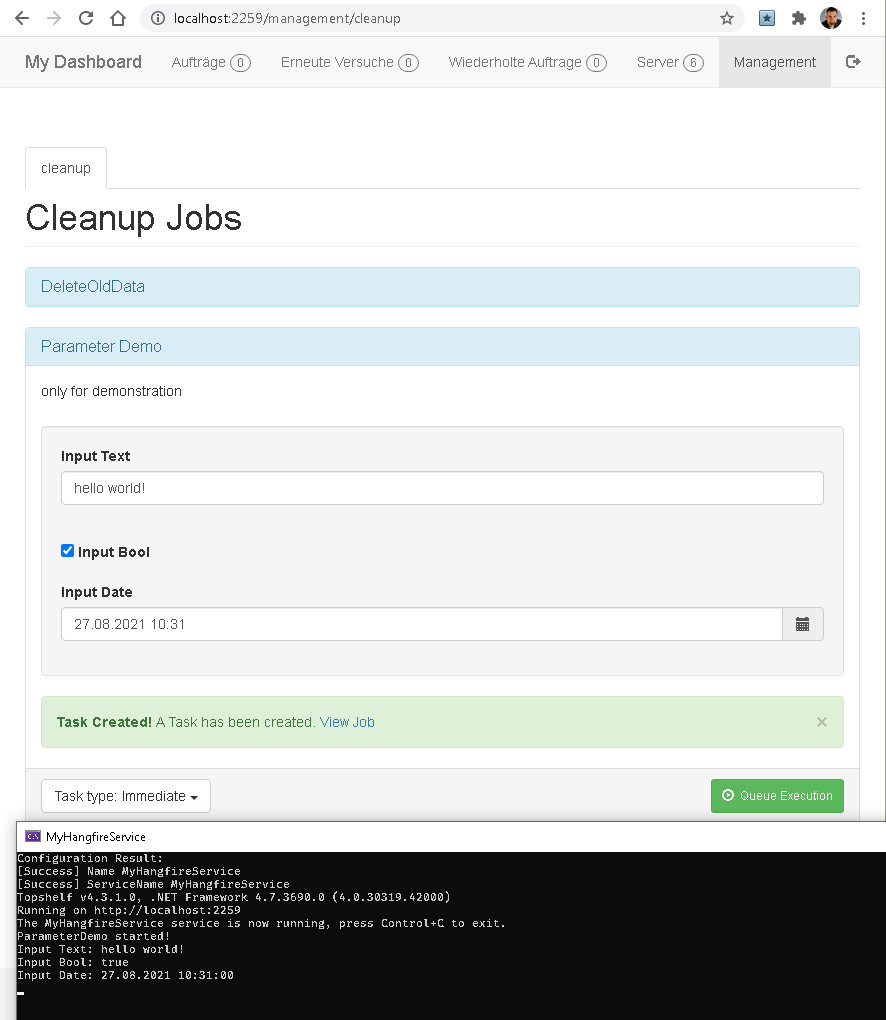 localhost:2259/management/cleanup
My Dashboard Aufträge 0 Erneute Versuche 0 Wiederholte Auftrage 0 Server 6 Management
cleanup
Cleanup Jobs
DeleteOldData
Parameter Demo
only for demonstration
Input Text
hello world!
Input Bool
Input Date
27.08.2021 10:31
Task Created! A Task has been created. View Job ×
Task type: Immediate
Queue Execution
C:\ MyHangfireService
Configuration Result:
[Success] Name MyHangfireService
[Success] ServiceName MyHangfireService
Topshelf v4.3.1.0, .NET Framework 4.7.3690.0 (4.0.30319.42000)
Running on http://localhost:2259
The MyHangfireService service is now running, press Control+C to exit.
ParameterDemo started!
Input Text: hello world!
Input Bool: true
Input Date: 27.08.2021 10:31:00